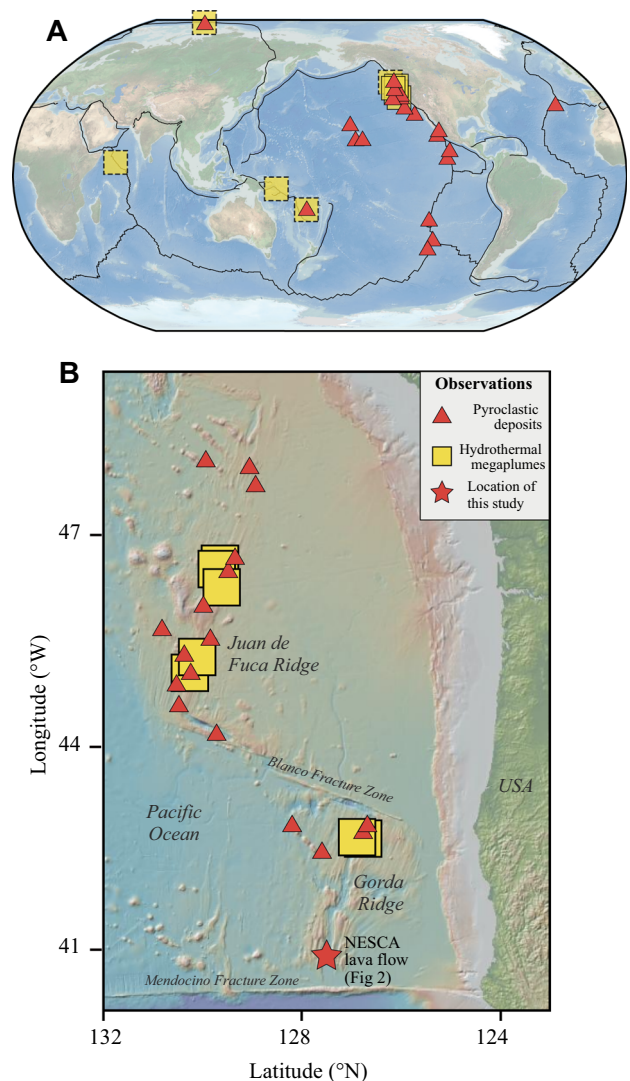 A
B
Observations
Pyroclastic
deposits
Hydrothermal
megaplumes
Location of
this study
47
Juan de
Fuca Ridge
Longitude (°W)
44
Blanco Fracture Zone
USA
Pacific
Ocean
Gorda
Ridge
41
NESCA
lava flow
(Fig 2)
Mendocino Fracture Zone
132
128
124
Latitude (°N)